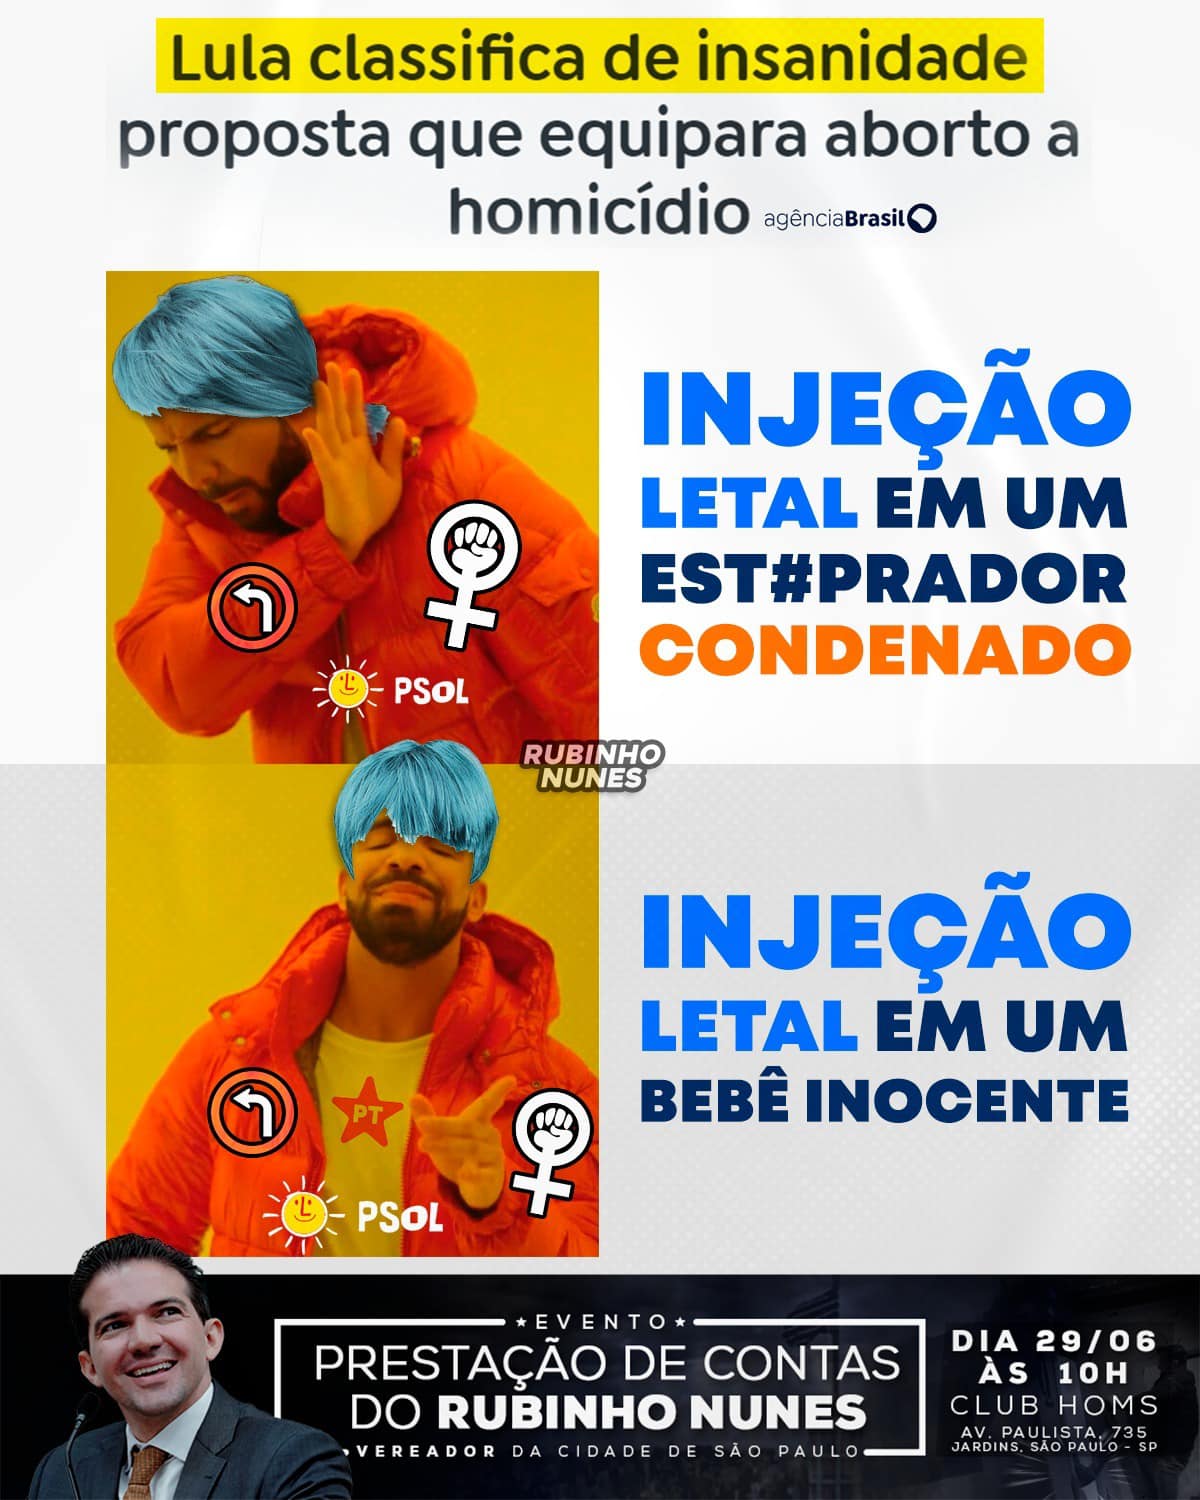 Lula classifica de insanidade
proposta que equipara aborto a
homicídio agênciaBrasil
INJEÇÃO
LETAL EM UM
EST#PRADOR
CONDENADO
PSOL
RUBINHO
NUNES
INJEÇÃO
LETAL EM UM
BEBÊ INOCENTE
PT
PSOL
EVENTO
PRESTAÇÃO DE CONTAS
DO RUBINHO NUNES
VEREADOR DA CIDADE DE SÃO PAULO
DIA 29/06
ÀS 10H
CLUB HOMS
AV. PAULISTA, 735
JARDINS, SÃO PAULO - SP